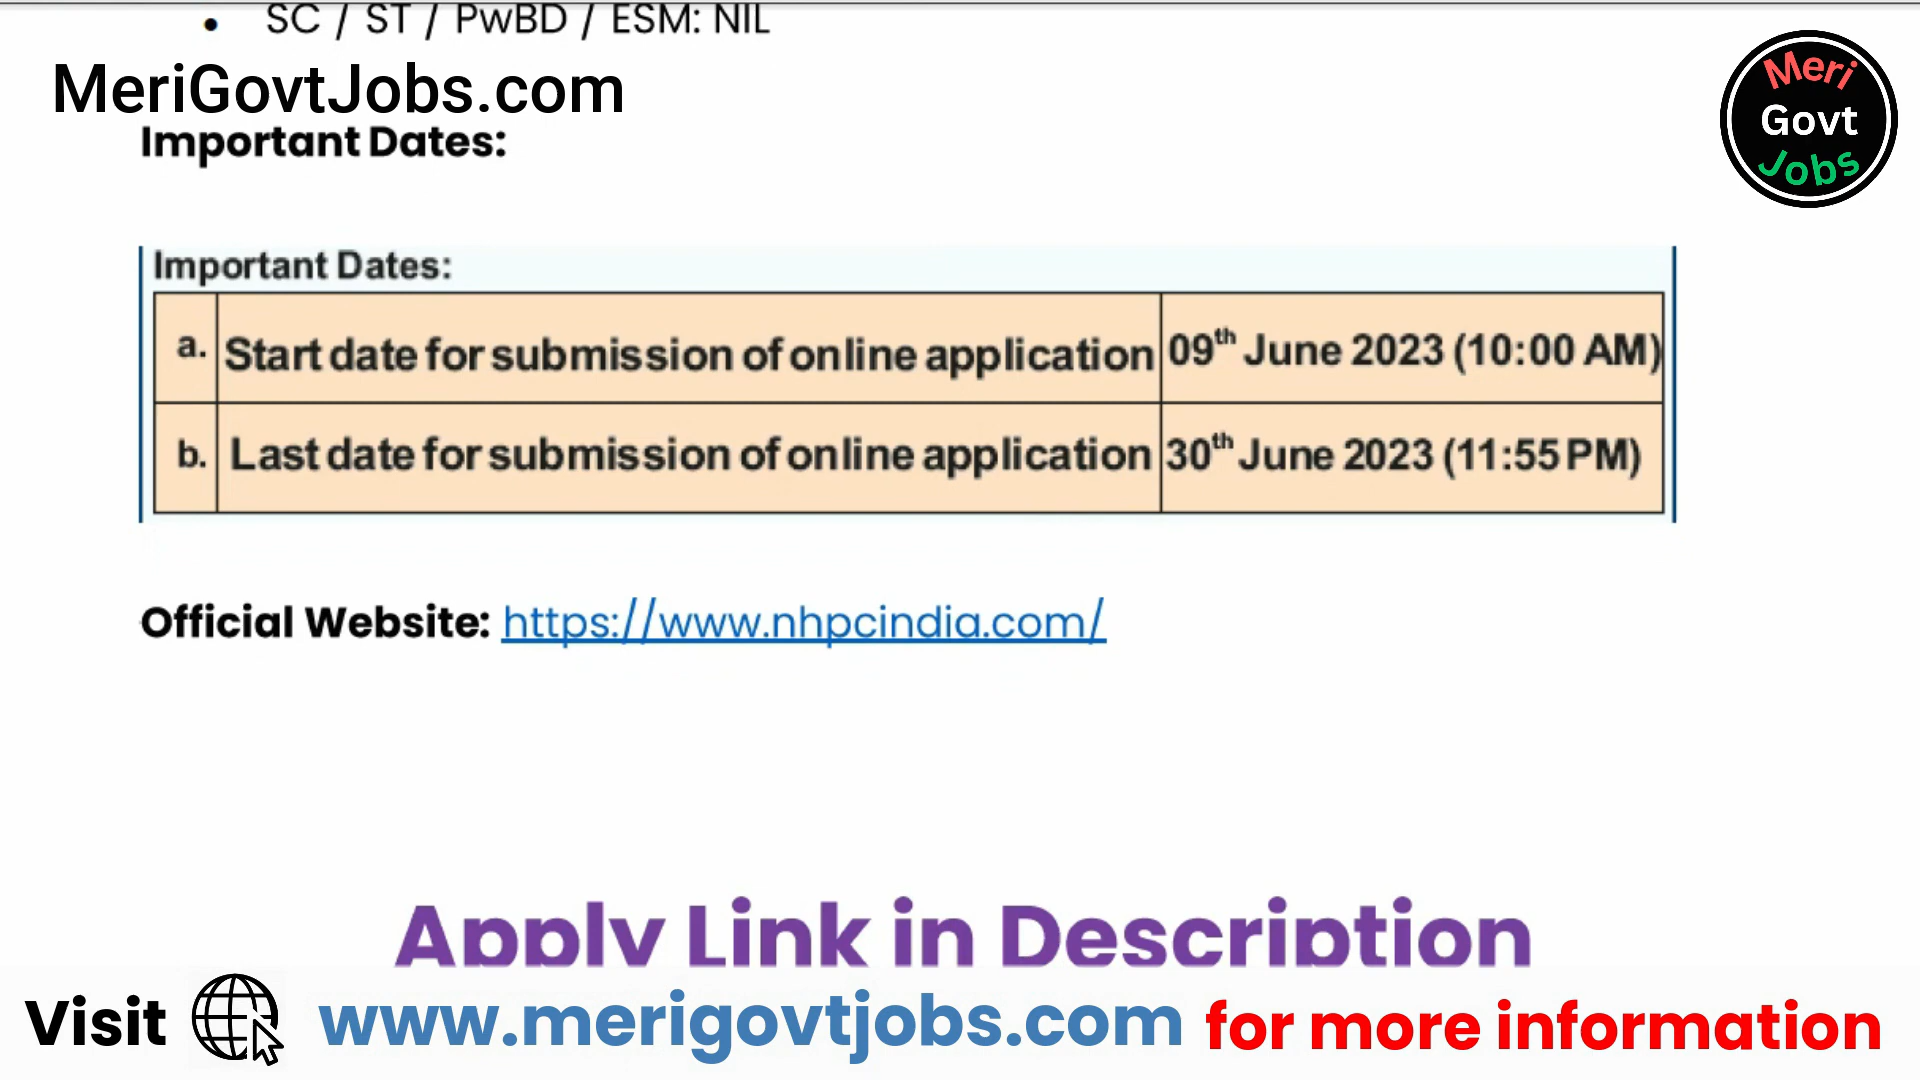 • SC / ST / PwBD / ESM: NIL
MeriGovtJobs.com
Meri
Govt
Jobs
Important Dates:
Important Dates:
a. Start date for submission of online application 09th June 2023 (10:00 AM)
b. Last date for submission of online application 30th June 2023 (11:55 PM)
Official Website: https://www.nhpcindia.com/
Apply Link in Description
Visit www.merigovtjobs.com for more information